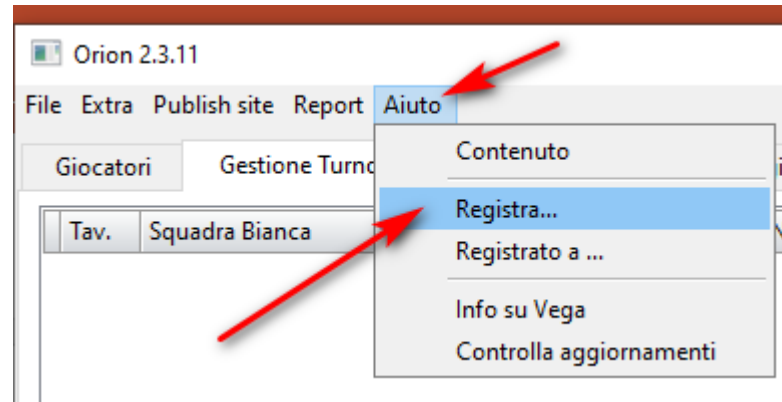 Orion 2.3.11
File Extra Publish site Report Aiuto
Giocatori Gestione Turno
Tav. Squadra Bianca
Contenuto
Registra...
Registrato a ...
Info su Vega
Controlla aggiornamenti